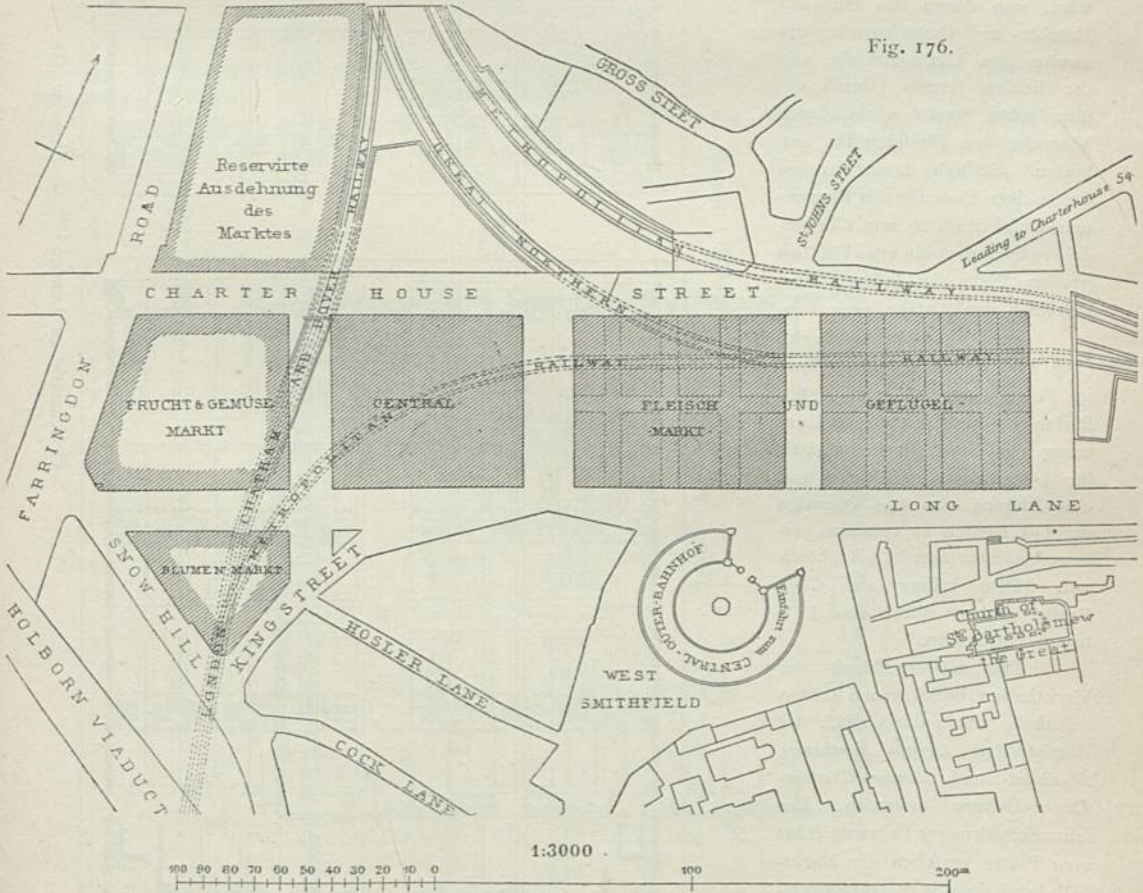 Fig. 176.
GROSS STEET
METROPOLITAN
RAILWAY
Reservirte
Ausdehnung
des
Marktes
ROAD
RAILWAY
GREAT NORTHERN
St JOHNS STEET
Leading to Charterhouse Sq.
CHARTER HOUSE STREET
FARRINGDON
FRUCHT & GEMÜSE
MARKT
CENTRAL-
RAILWAY
RAILWAY
FLEISCH
MARKT-
UND
GEFLÜGEL-
LONDON CHATHAM AND DOVER
METROPOLITAN
LONG LANE
SNOW HILL
BLUMEN MARKT
KING STREET
HOLBORN VIADUCT
HOSLER LANE
COCK LANE
Einfahrt zum CENTRAL-GÜTER-BAHNHOF
WEST
SMITHFIELD
Church of
St. Bartholomew
the Great
1:3000.
100 90 80 70 60 50 40 30 20 10 0 100 200m